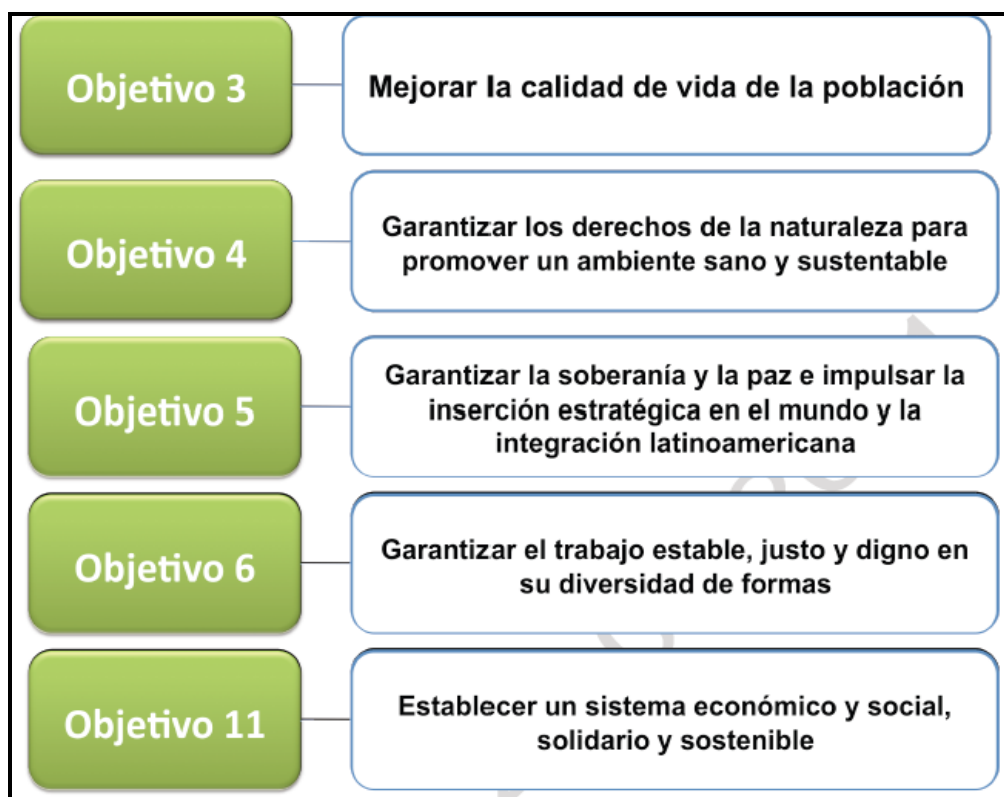 Objetivo 3
Mejorar la calidad de vida de la población
Objetivo 4
Garantizar los derechos de la naturaleza para
promover un ambiente sano y sustentable
Objetivo 5
Garantizar la soberanía y la paz e impulsar la
inserción estratégica en el mundo y la
integración latinoamericana
Objetivo 6
Garantizar el trabajo estable, justo y digno en
su diversidad de formas
Objetivo 11
Establecer un sistema económico y social,
solidario y sostenible